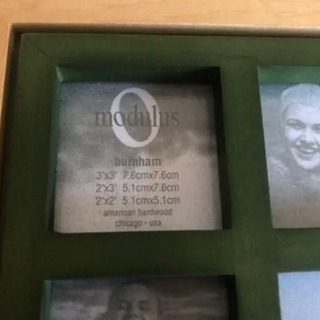 O
modulus
burnham
3"x3" 7.6cmx7.6cm
2"x3" 5.1cmx7.6cm
2"x2" 5.1cmx5.1cm
american hardwood
chicago - usa